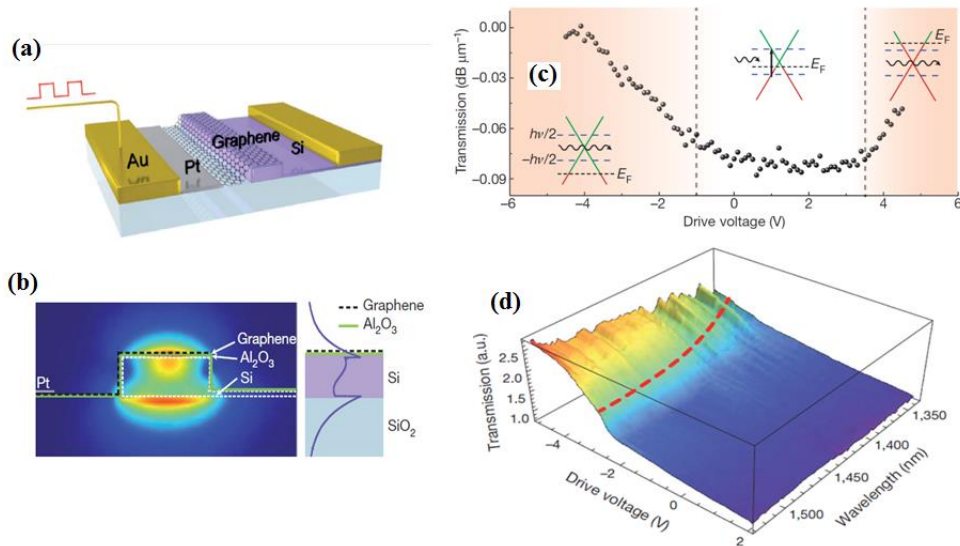 (a)
Au
Pt
Graphene
Si
(b)
Pt
Graphene
Al₂O₃
Si
Graphene
Al₂O₃
Si
SiO₂
(c)
Transmission (dB μm⁻¹)
0.00
−0.03
−0.06
−0.09
hν/2
−hν/2
E_F
E_F
E_F
−6 −4 −2 0 2 4 6
Drive voltage (V)
(d)
Transmission (a.u.)
2.5
2.0
1.5
1.0
−4
−2
0
2
Drive voltage (V)
1,350
1,400
1,450
1,500
Wavelength (nm)